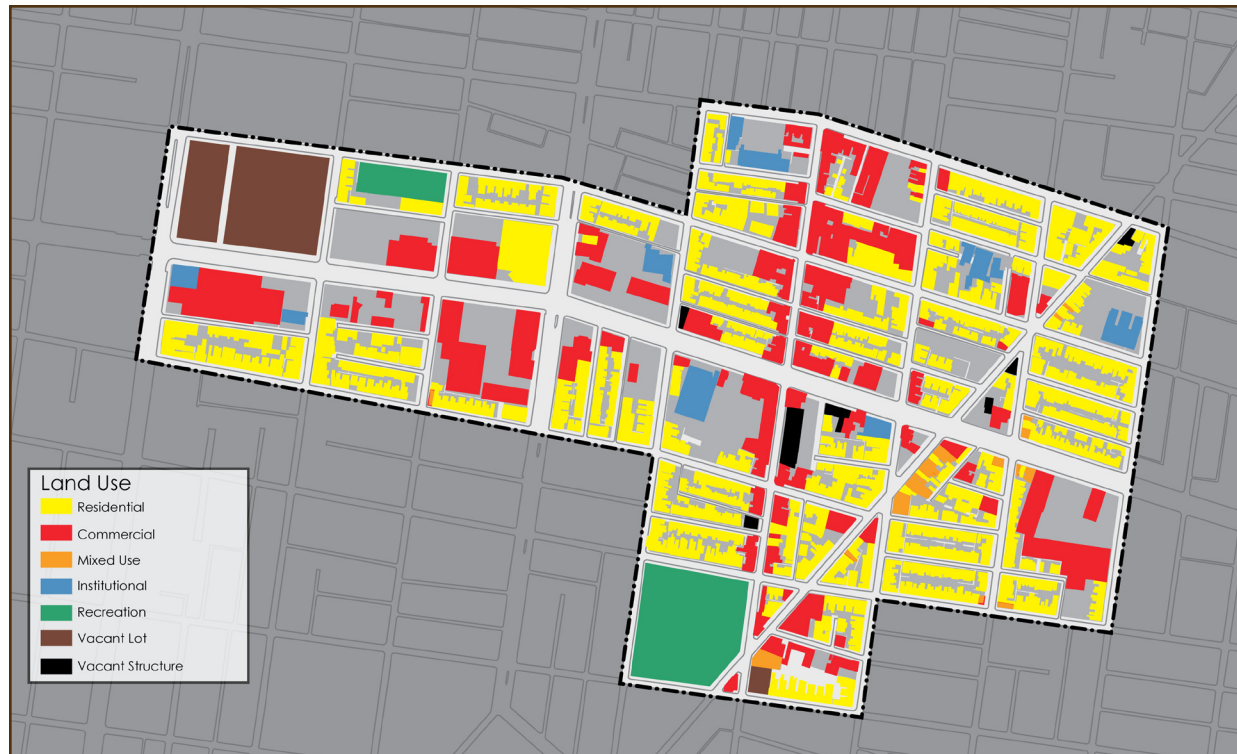 Land Use
Residential
Commercial
Mixed Use
Institutional
Recreation
Vacant Lot
Vacant Structure